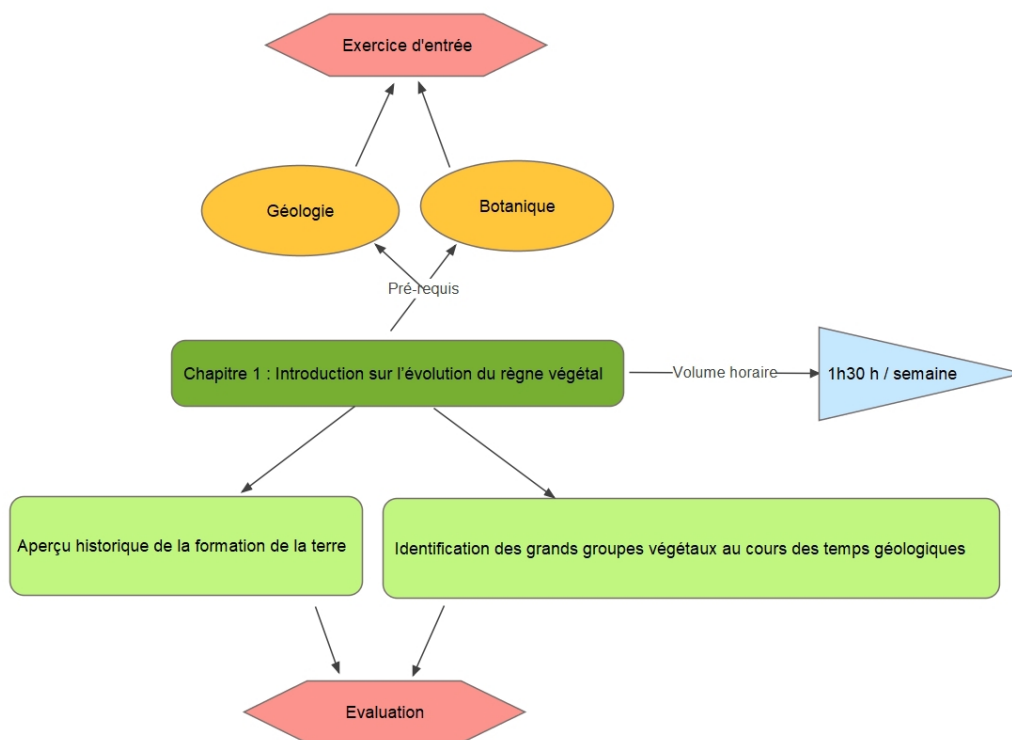 Exercice d'entrée
Géologie
Botanique
Pré-requis
Chapitre 1 : Introduction sur l’évolution du règne végétal
Volume horaire
1h30 h / semaine
Aperçu historique de la formation de la terre
Identification des grands groupes végétaux au cours des temps géologiques
Evaluation